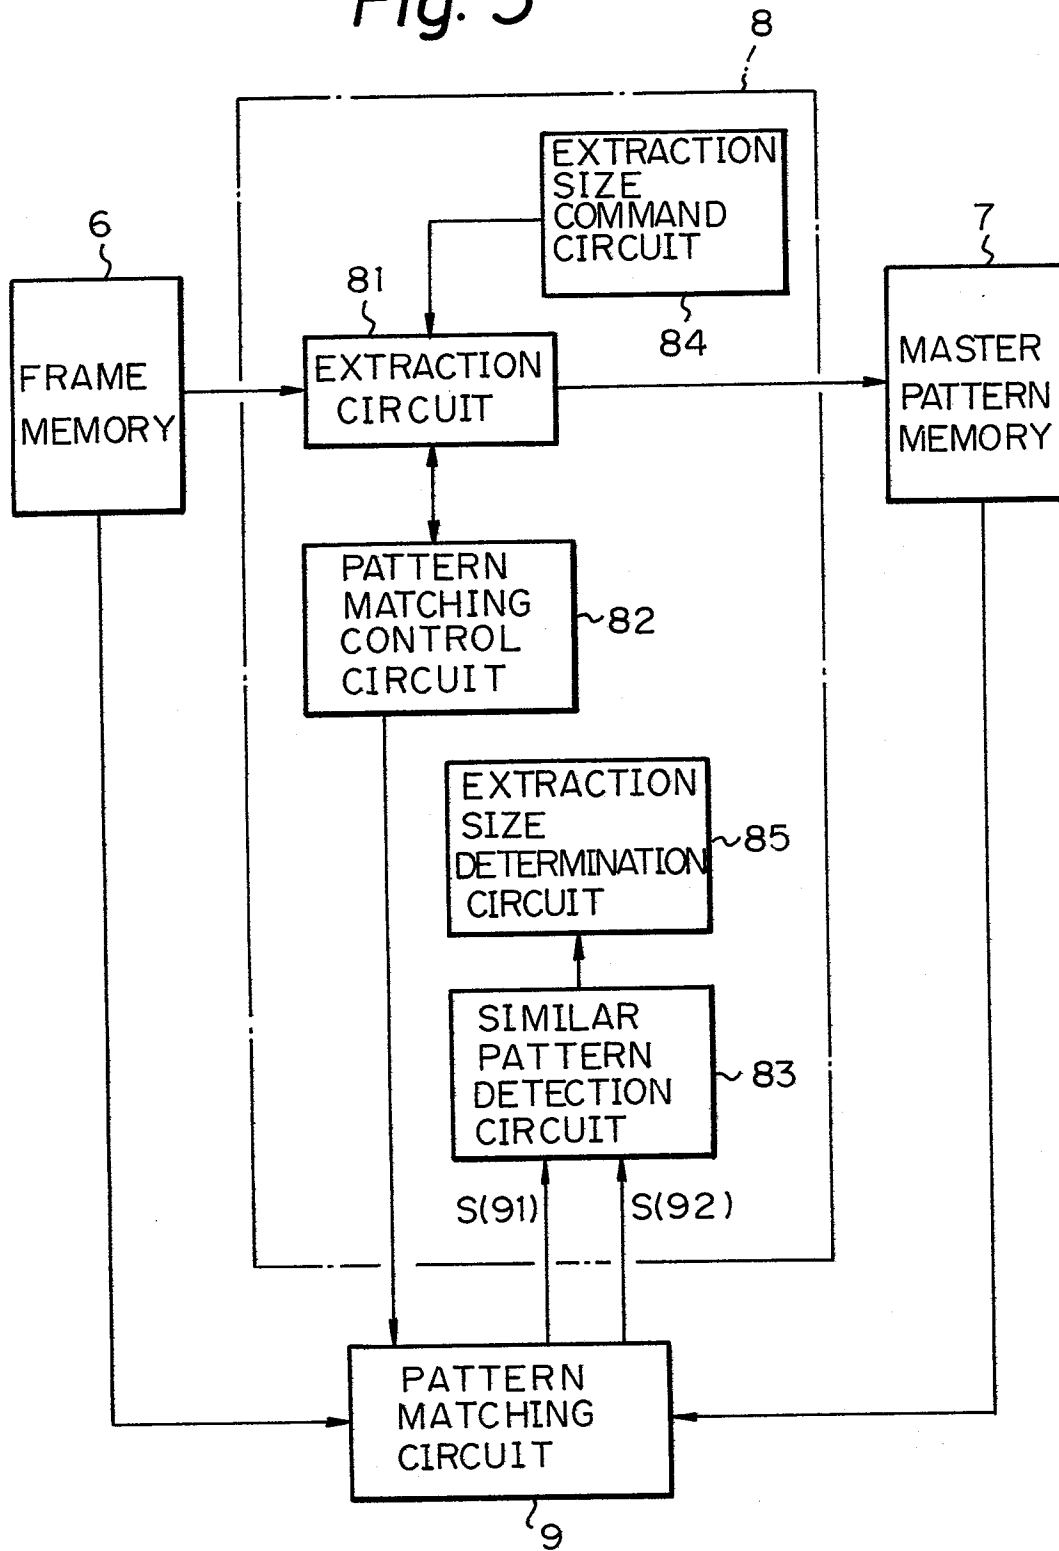 Fig. 5
8
EXTRACTION
SIZE
COMMAND
CIRCUIT
84
6
FRAME
MEMORY
81
EXTRACTION
CIRCUIT
7
MASTER
PATTERN
MEMORY
PATTERN
MATCHING
CONTROL
CIRCUIT
82
EXTRACTION
SIZE
DETERMINATION
CIRCUIT
85
SIMILAR
PATTERN
DETECTION
CIRCUIT
83
S(91)
S(92)
PATTERN
MATCHING
CIRCUIT
9